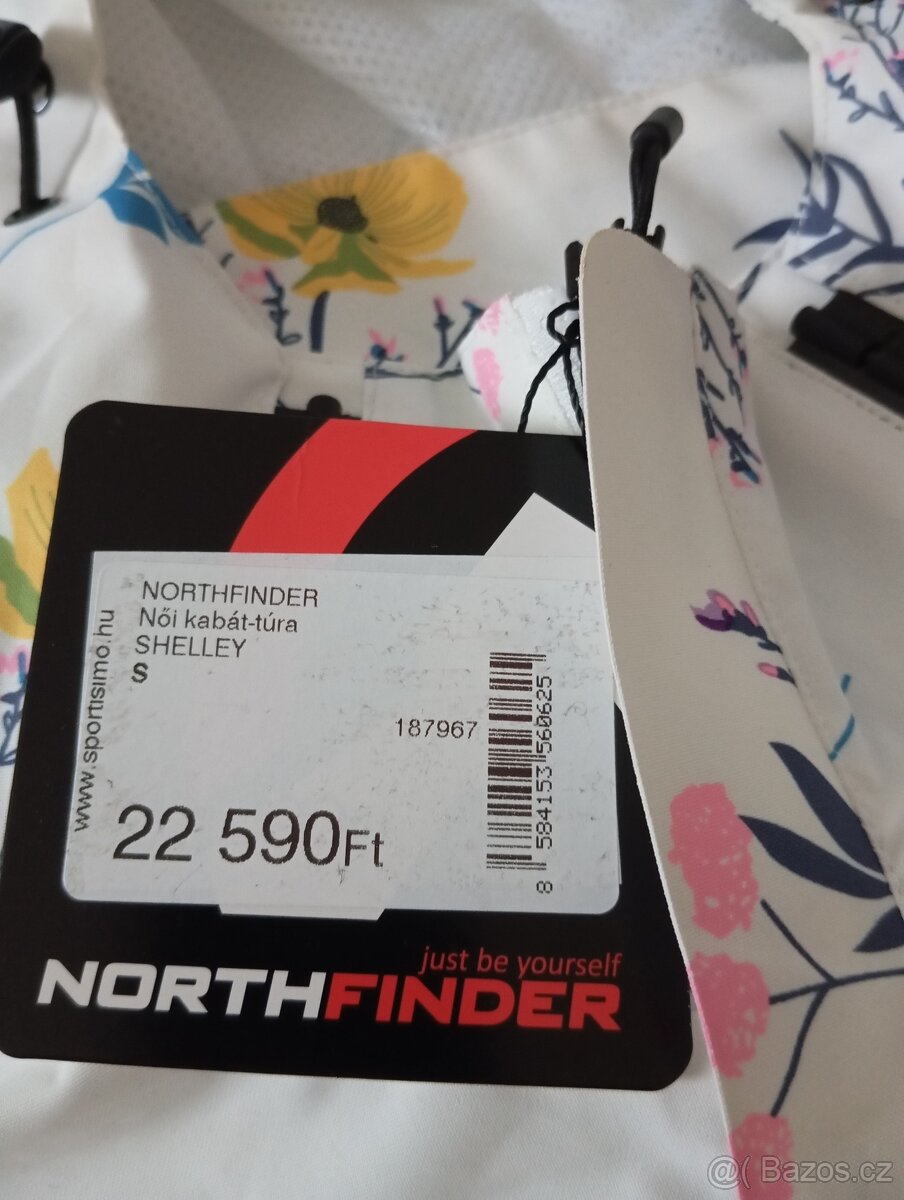 NORTHFINDER
Női kabát-túra
SHELLEY
S
www.sportisimo.hu
187967
8 584153 560625
22 590Ft
just be yourself
NORTHFINDER
@( Bazos.cz